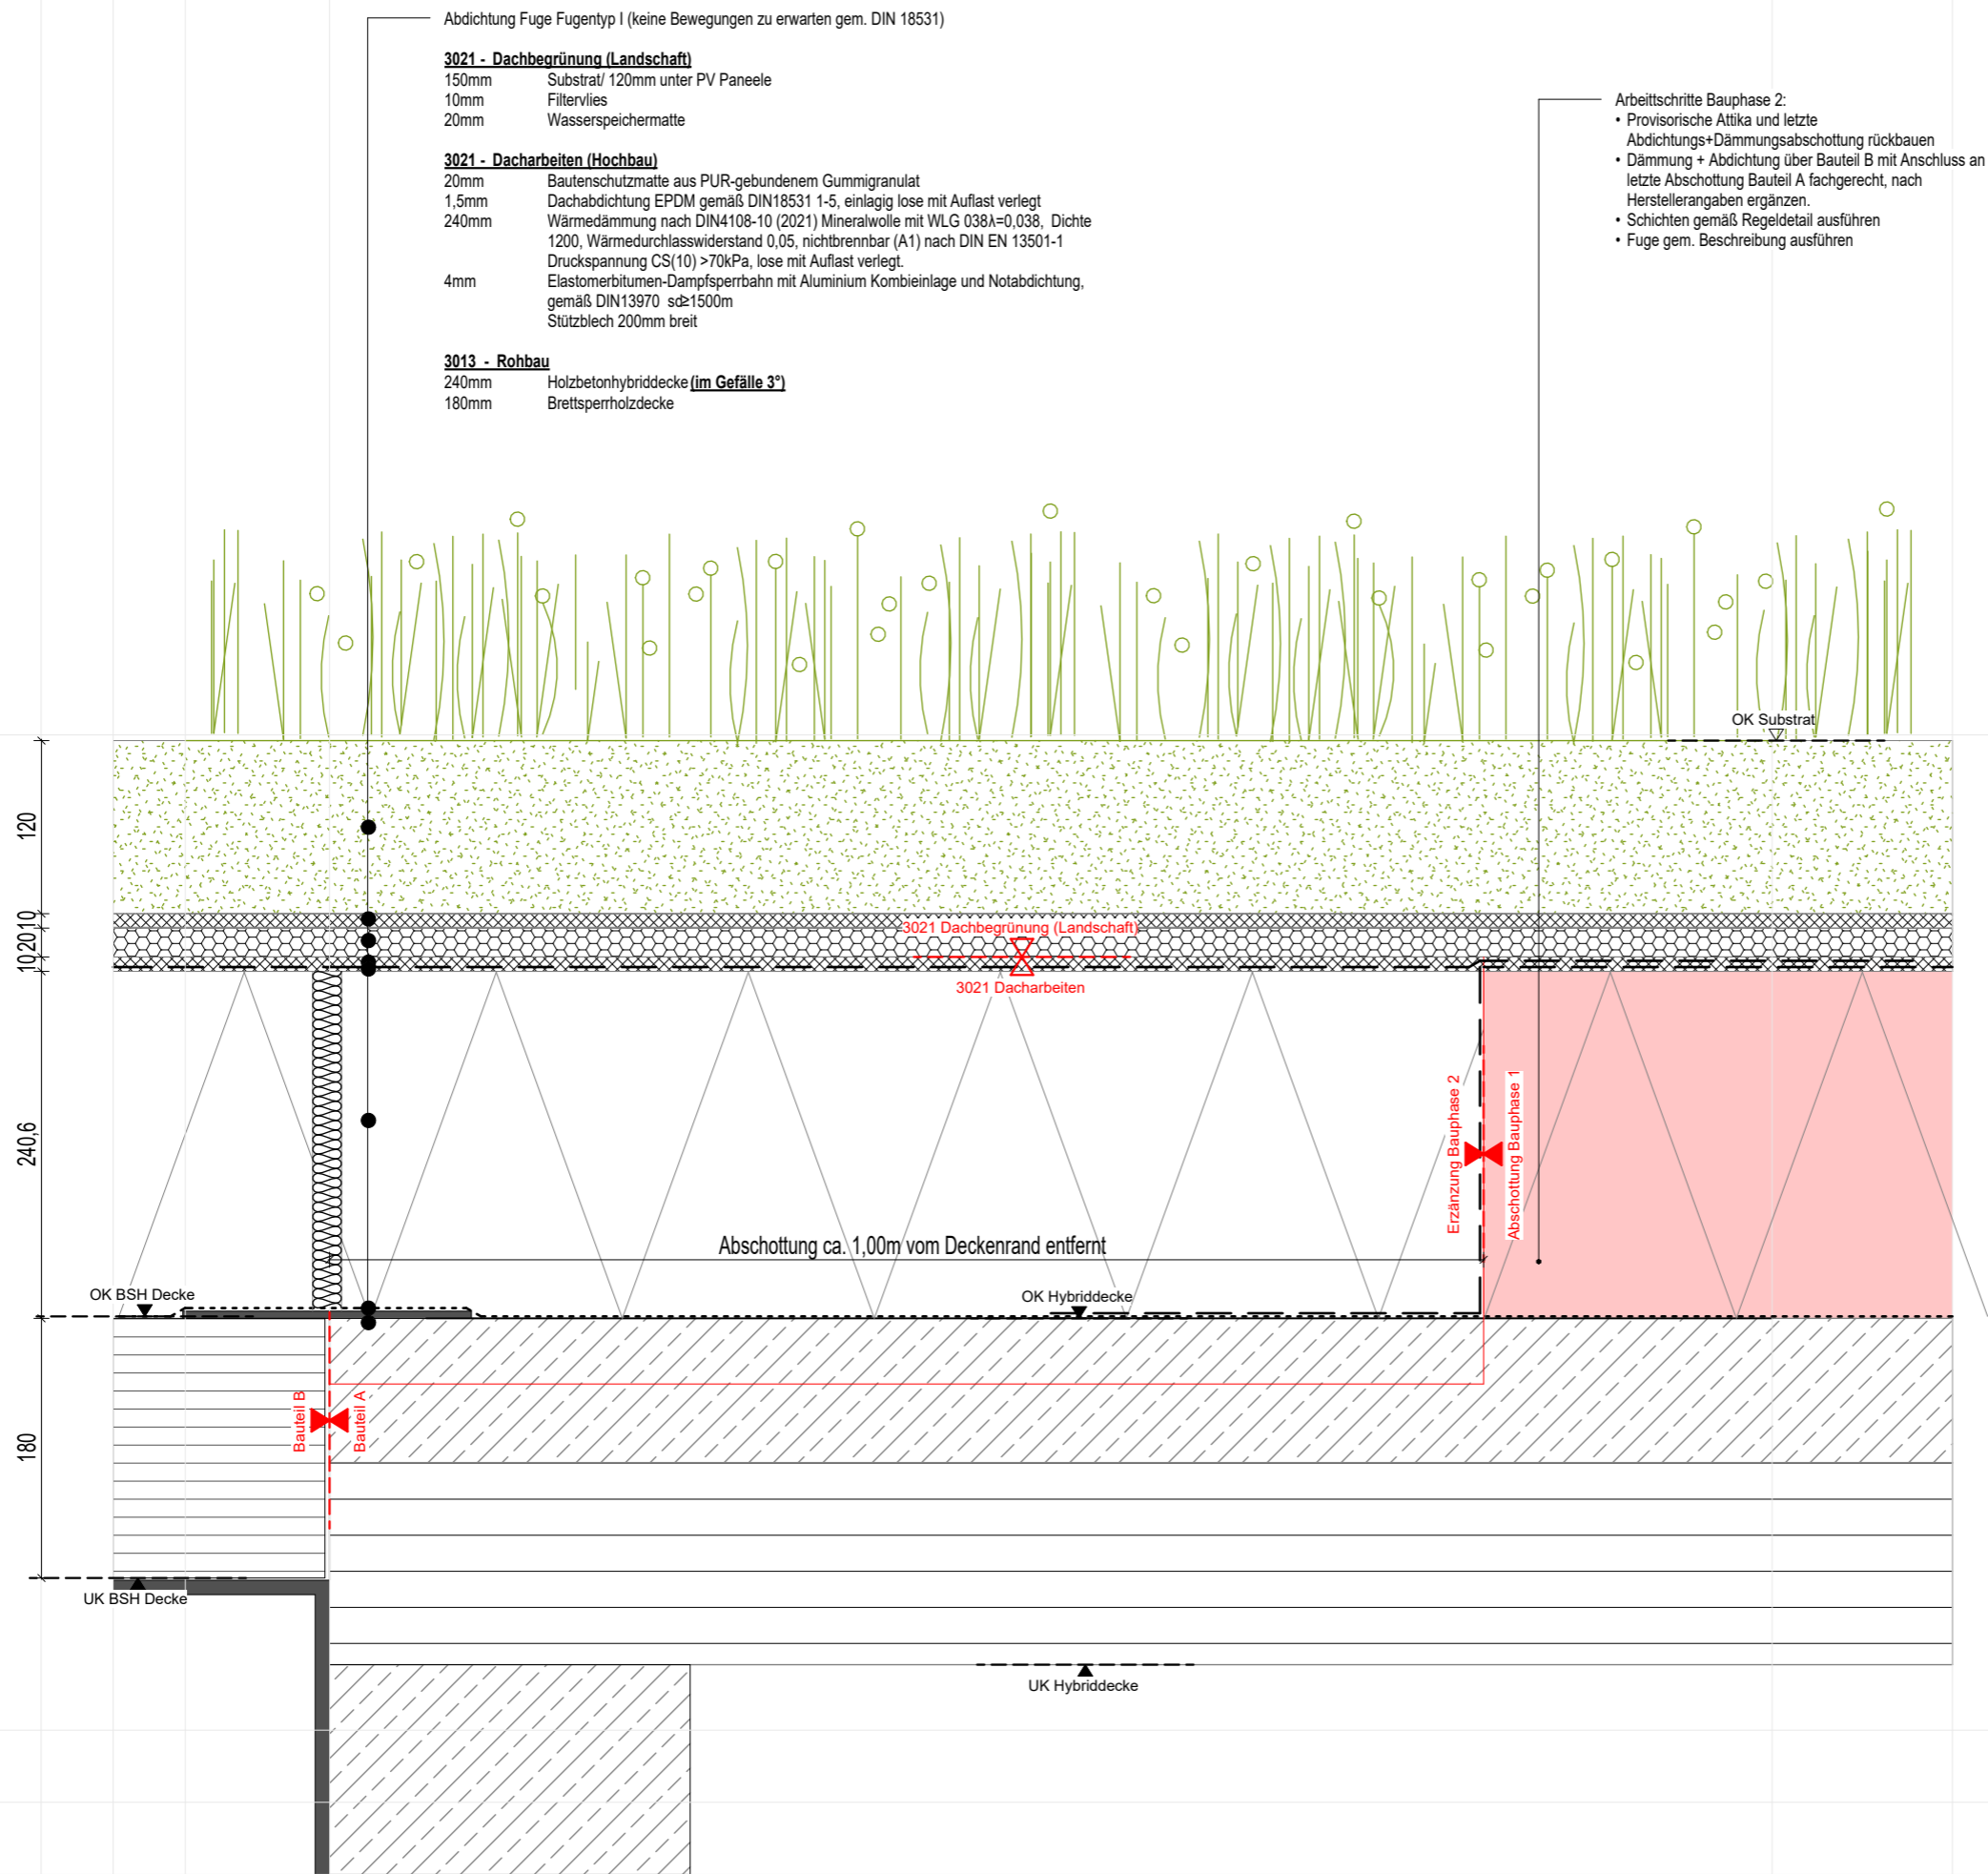 Abdichtung Fuge Fugentyp I (keine Bewegungen zu erwarten gem. DIN 18531)
3021 - Dachbegrünung (Landschaft)
150mm Substrat/ 120mm unter PV Paneele
10mm Filtervlies
20mm Wasserspeichermatte
3021 - Dacharbeiten (Hochbau)
20mm Bautenschutzmatte aus PUR-gebundenem Gummigranulat
1,5mm Dachabdichtung EPDM gemäß DIN18531 1-5, einlagig lose mit Auflast verlegt
240mm Wärmedämmung nach DIN4108-10 (2021) Mineralwolle mit WLG 038λ=0,038, Dichte
1200, Wärmedurchlasswiderstand 0,05, nichtbrennbar (A1) nach DIN EN 13501-1
Druckspannung CS(10) >70kPa, lose mit Auflast verlegt.
4mm Elastomerbitumen-Dampfsperrbahn mit Aluminium Kombieinlage und Notabdichtung,
gemäß DIN13970 sd≥1500m
Stützblech 200mm breit
3013 - Rohbau
240mm Holzbetonhybriddecke (im Gefälle 3°)
180mm Brettsperrholzdecke
Arbeittschritte Bauphase 2:
• Provisorische Attika und letzte
Abdichtungs+Dämmungsabschottung rückbauen
• Dämmung + Abdichtung über Bauteil B mit Anschluss an
letzte Abschottung Bauteil A fachgerecht, nach
Herstellerangaben ergänzen.
• Schichten gemäß Regeldetail ausführen
• Fuge gem. Beschreibung ausführen
OK Substrat
120
10
20
10
3021 Dachbegrünung (Landschaft)
3021 Dacharbeiten
240,6
Erzänzung Bauphase 2
Abschottung Bauphase 1
Abschottung ca. 1,00m vom Deckenrand entfernt
OK BSH Decke
OK Hybriddecke
180
Bauteil B
Bauteil A
UK BSH Decke
UK Hybriddecke